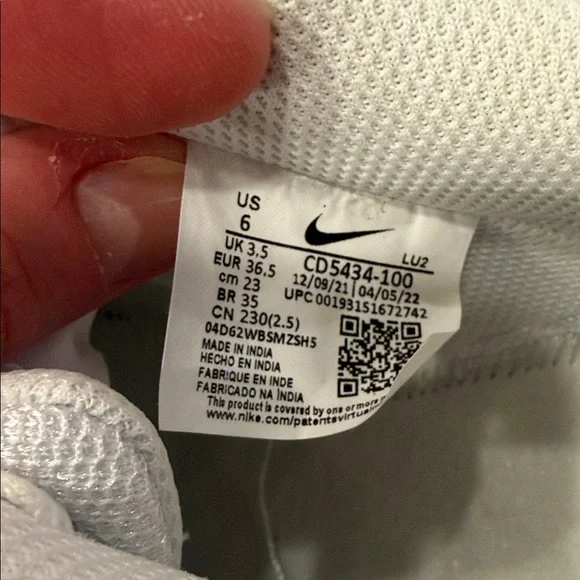 US
6
LU2
UK 3.5
CD5434-100
EUR 36.5
12/09/21 | 04/05/22
cm 23
UPC 00193151672742
BR 35
CN 230(2.5)
04D62WBSMZSH5
MADE IN INDIA
HECHO EN INDIA
FABRIQUE EN INDE
FABRICADO NA ÍNDIA
This product is covered by one or more
www.nike.com/patentsvirtual